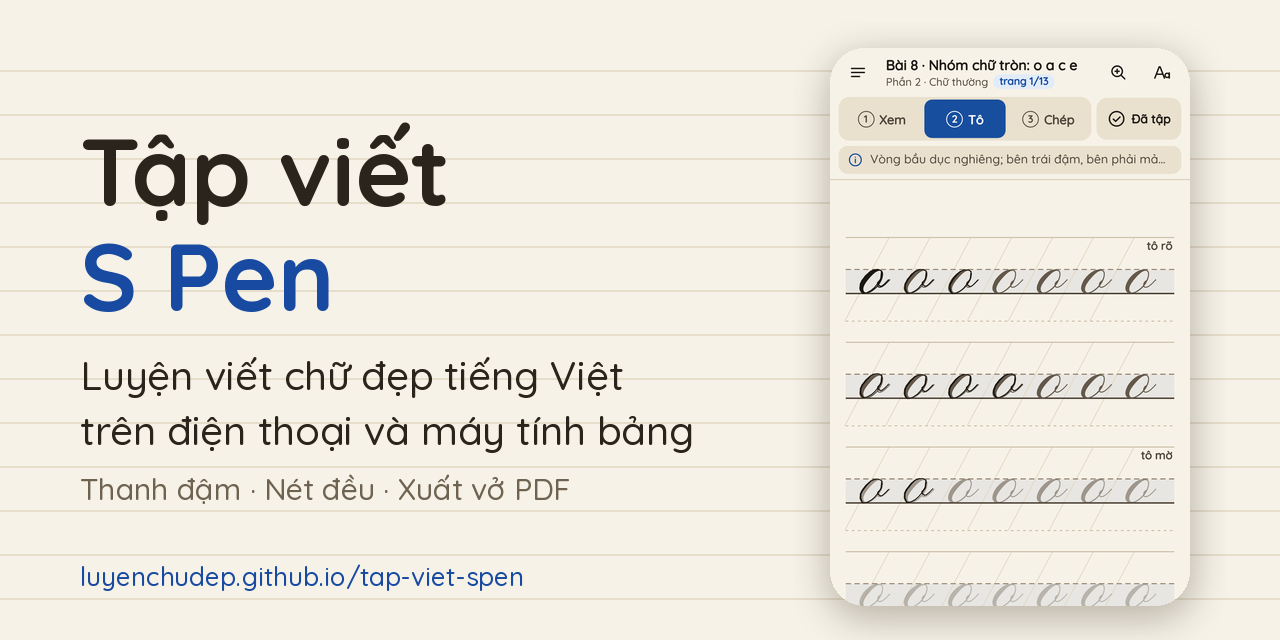 Tập viết
S Pen
Luyện viết chữ đẹp tiếng Việt
trên điện thoại và máy tính bảng
Thanh đậm · Nét đều · Xuất vở PDF
luyenchudep.github.io/tap-viet-spen
Bài 8 · Nhóm chữ tròn: o a c e
Phần 2 · Chữ thường trang 1/13
1 Xem 2 Tô 3 Chép Đã tập
Vòng bầu dục nghiêng; bên trái đậm, bên phải mả...
tô rõ
o o o o o o o
o o o o o o o
tô mờ
o o o o o o o
o o o o o o o